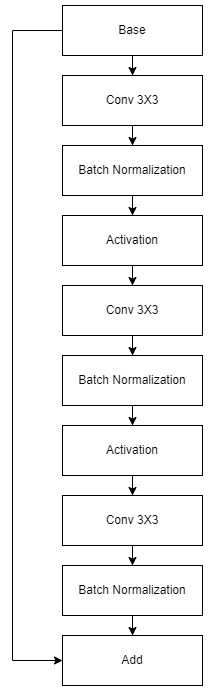 Base
Conv 3X3
Batch Normalization
Activation
Conv 3X3
Batch Normalization
Activation
Conv 3X3
Batch Normalization
Add